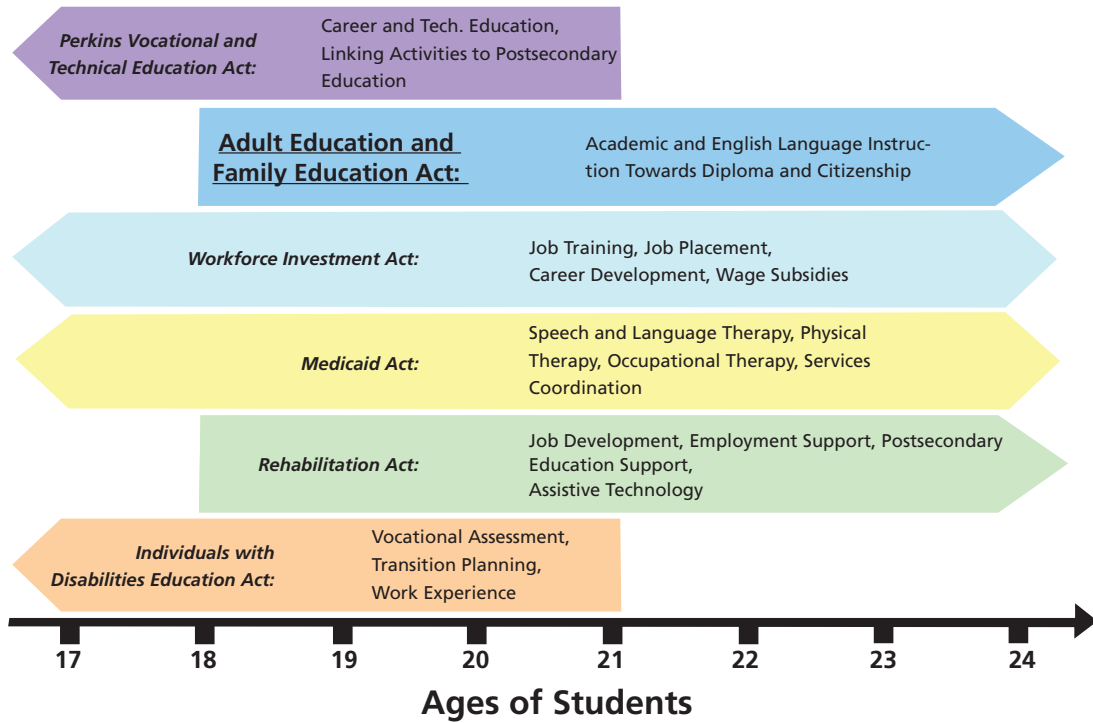 Perkins Vocational and
Technical Education Act:
Career and Tech. Education,
Linking Activities to Postsecondary
Education
Adult Education and
Family Education Act:
Academic and English Language Instruc-
tion Towards Diploma and Citizenship
Workforce Investment Act:
Job Training, Job Placement,
Career Development, Wage Subsidies
Medicaid Act:
Speech and Language Therapy, Physical
Therapy, Occupational Therapy, Services
Coordination
Rehabilitation Act:
Job Development, Employment Support, Postsecondary
Education Support,
Assistive Technology
Individuals with
Disabilities Education Act:
Vocational Assessment,
Transition Planning,
Work Experience
17 18 19 20 21 22 23 24
Ages of Students